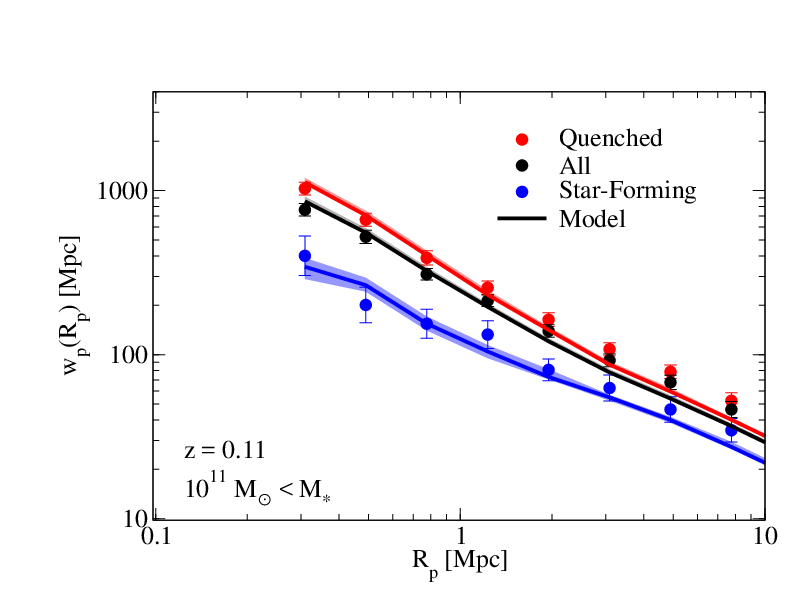 Quenched
All
Star-Forming
Model
1000
100
10
w_p(R_p) [Mpc]
z = 0.11
10^11 M_☉ < M_*
0.1
1
10
R_p [Mpc]